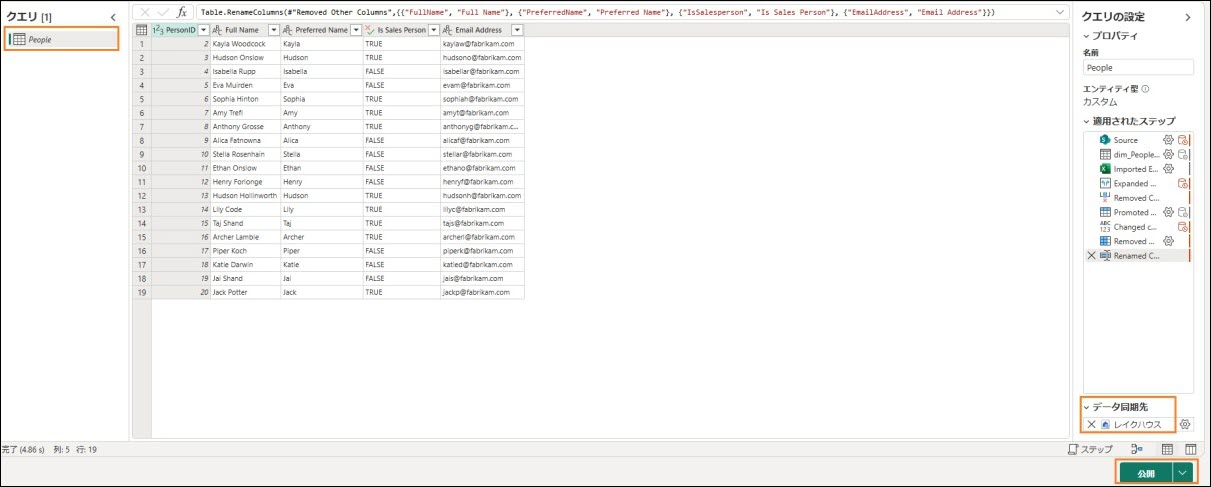 クエリ [1]
People
Table.RenameColumns(#"Removed Other Columns",{{"FullName", "Full Name"}, {"PreferredName", "Preferred Name"}, {"IsSalesperson", "Is Sales Person"}, {"EmailAddress", "Email Address"}})
PersonID Full Name Preferred Name Is Sales Person Email Address
1 2 Kayla Woodcock Kayla TRUE kaylaw@fabrikam.com
2 3 Hudson Onslow Hudson TRUE hudsono@fabrikam.com
3 4 Isabella Rupp Isabella FALSE isabellar@fabrikam.com
4 5 Eva Muirden Eva FALSE evam@fabrikam.com
5 6 Sophia Hinton Sophia TRUE sophiah@fabrikam.com
6 7 Amy Trefl Amy TRUE amyt@fabrikam.com
7 8 Anthony Grosse Anthony TRUE anthonyg@fabrikam.c...
8 9 Alica Fatnowna Alica FALSE alicaf@fabrikam.com
9 10 Stella Rosenhain Stella FALSE stellar@fabrikam.com
10 11 Ethan Onslow Ethan FALSE ethano@fabrikam.com
11 12 Henry Forlonge Henry FALSE henryf@fabrikam.com
12 13 Hudson Hollinworth Hudson TRUE hudsonh@fabrikam.com
13 14 Lily Code Lily TRUE lilyc@fabrikam.com
14 15 Taj Shand Taj TRUE tajs@fabrikam.com
15 16 Archer Lamble Archer TRUE archerl@fabrikam.com
16 17 Piper Koch Piper FALSE piperk@fabrikam.com
17 18 Katie Darwin Katie FALSE katied@fabrikam.com
18 19 Jai Shand Jai FALSE jais@fabrikam.com
19 20 Jack Potter Jack TRUE jackp@fabrikam.com
クエリの設定
プロパティ
名前
People
エンティティ型
カスタム
適用されたステップ
Source
dim_People...
Imported E...
Expanded ...
Removed C...
Promoted ...
Changed c...
Removed ...
Renamed C...
データ同期先
レイクハウス
完了 (4.86 s) 列: 5 行: 19
ステップ
公開